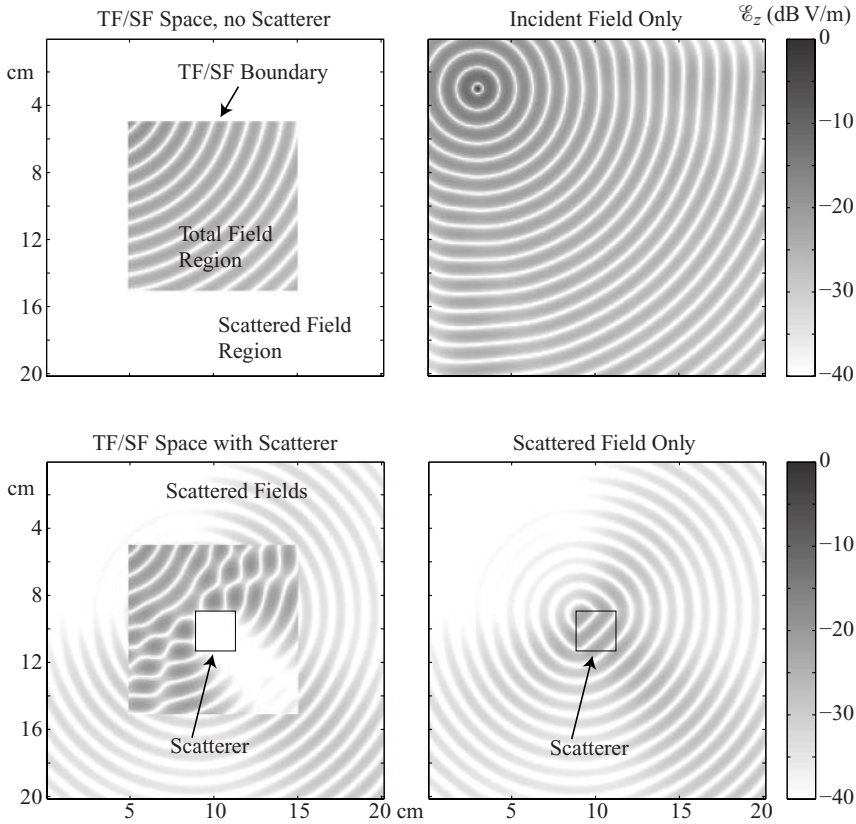 TF/SF Space, no Scatterer
Incident Field Only
ℰz (dB V/m)
cm
4
8
12
16
20
TF/SF Boundary
Total Field
Region
Scattered Field
Region
0
−10
−20
−30
−40
TF/SF Space with Scatterer
Scattered Field Only
cm
4
8
12
16
20
Scattered Fields
Scatterer
5
10
15
20
cm
Scatterer
5
10
15
20
0
−10
−20
−30
−40